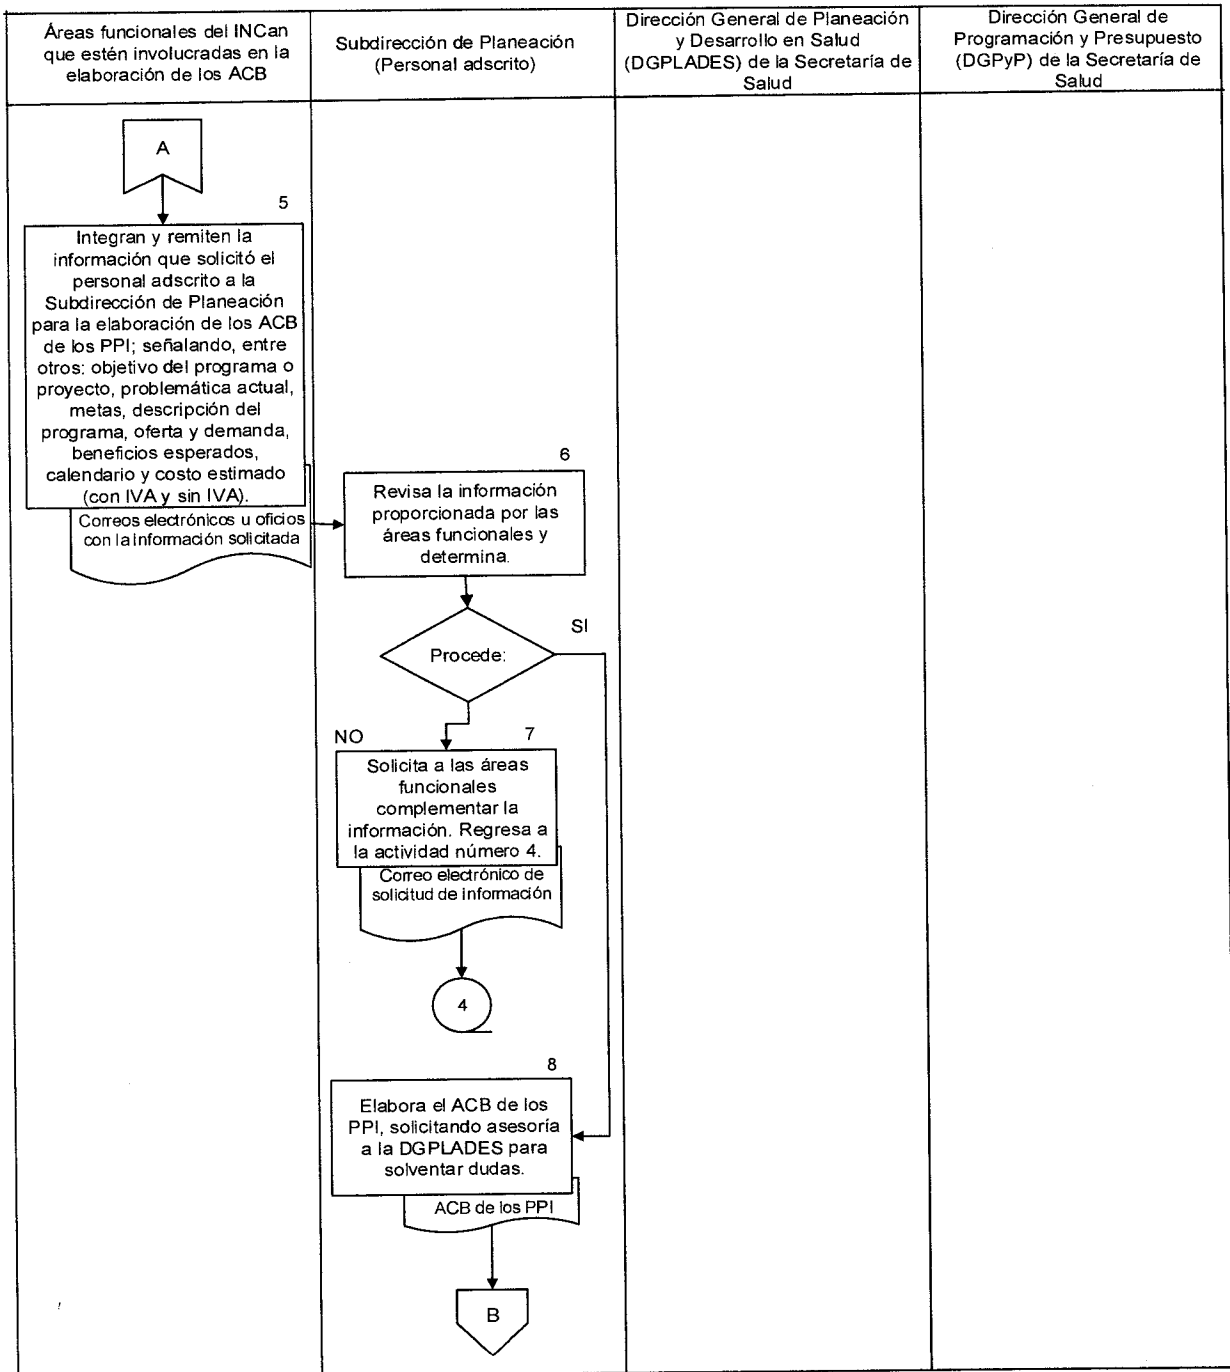 Áreas funcionales del INCan
que estén involucradas en la
elaboración de los ACB
Subdirección de Planeación
(Personal adscrito)
Dirección General de Planeación
y Desarrollo en Salud
(DGPLADES) de la Secretaría de
Salud
Dirección General de
Programación y Presupuesto
(DGPyP) de la Secretaría de
Salud
A
5
Integran y remiten la
información que solicitó el
personal adscrito a la
Subdirección de Planeación
para la elaboración de los ACB
de los PPI; señalando, entre
otros: objetivo del programa o
proyecto, problemática actual,
metas, descripción del
programa, oferta y demanda,
beneficios esperados,
calendario y costo estimado
(con IVA y sin IVA).
Correos electrónicos u oficios
con la información solicitada
6
Revisa la información
proporcionada por las
áreas funcionales y
determina.
Procede:
SI
NO
7
Solicita a las áreas
funcionales
complementar la
información. Regresa a
la actividad número 4.
Correo electrónico de
solicitud de información
4
8
Elabora el ACB de los
PPI, solicitando asesoría
a la DGPLADES para
solventar dudas.
ACB de los PPI
B